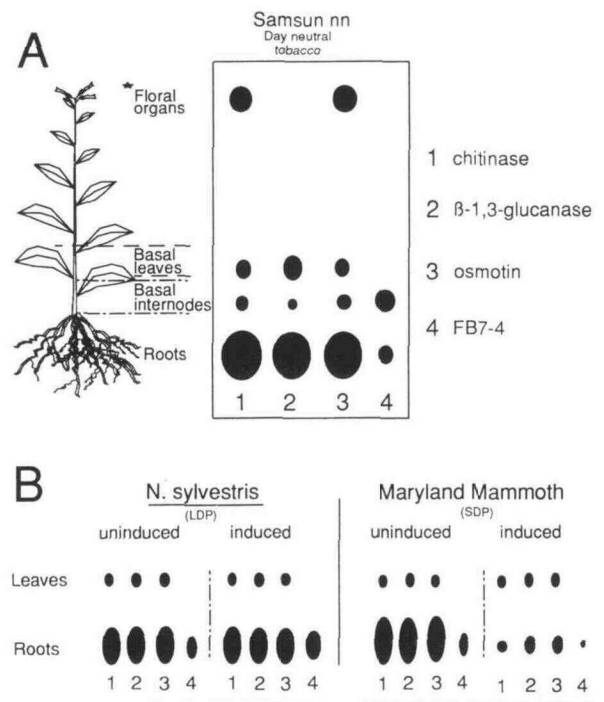 A
Samsun nn
Day neutral
tobacco
* Floral
organs
Basal
leaves
Basal
internodes
Roots
1 2 3 4
1 chitinase
2 ß-1,3-glucanase
3 osmotin
4 FB7-4
B
N. sylvestris
(LDP)
uninduced induced
Maryland Mammoth
(SDP)
uninduced induced
Leaves
Roots
1 2 3 4 1 2 3 4 1 2 3 4 1 2 3 4